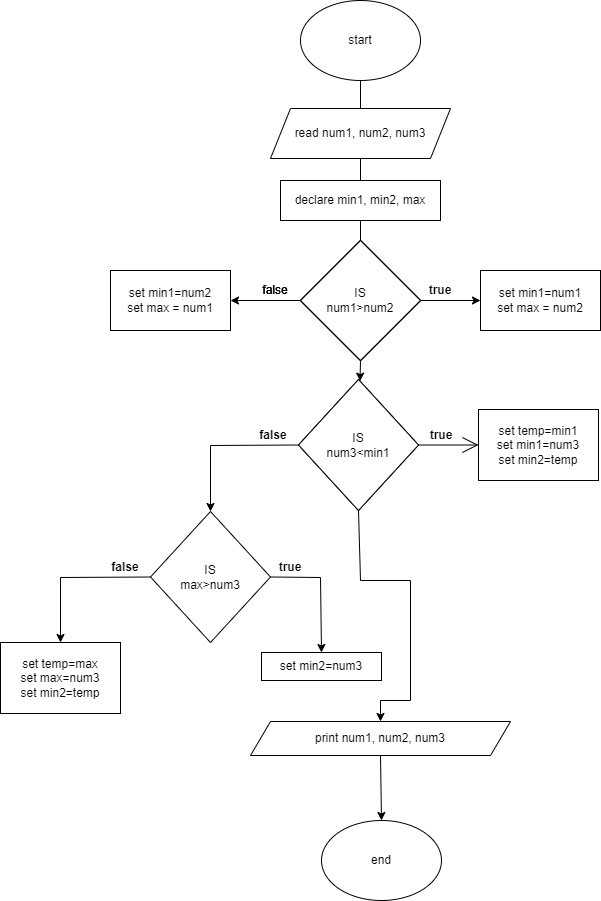 start
read num1, num2, num3
declare min1, min2, max
false
true
set min1=num2
set max = num1
IS
num1>num2
set min1=num1
set max = num2
false
true
IS
num3<min1
set temp=min1
set min1=num3
set min2=temp
false
true
IS
max>num3
set temp=max
set max=num3
set min2=temp
set min2=num3
print num1, num2, num3
end